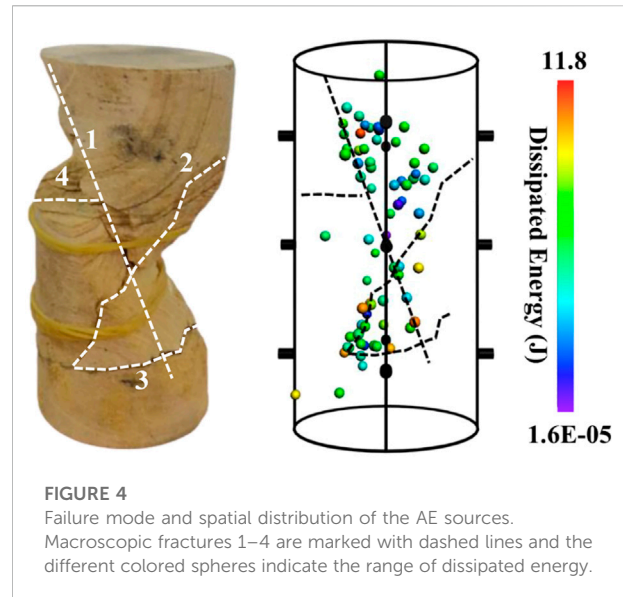 1
2
4
3
11.8
Dissipated Energy (J)
1.6E-05
FIGURE 4
Failure mode and spatial distribution of the AE sources.
Macroscopic fractures 1–4 are marked with dashed lines and the
different colored spheres indicate the range of dissipated energy.